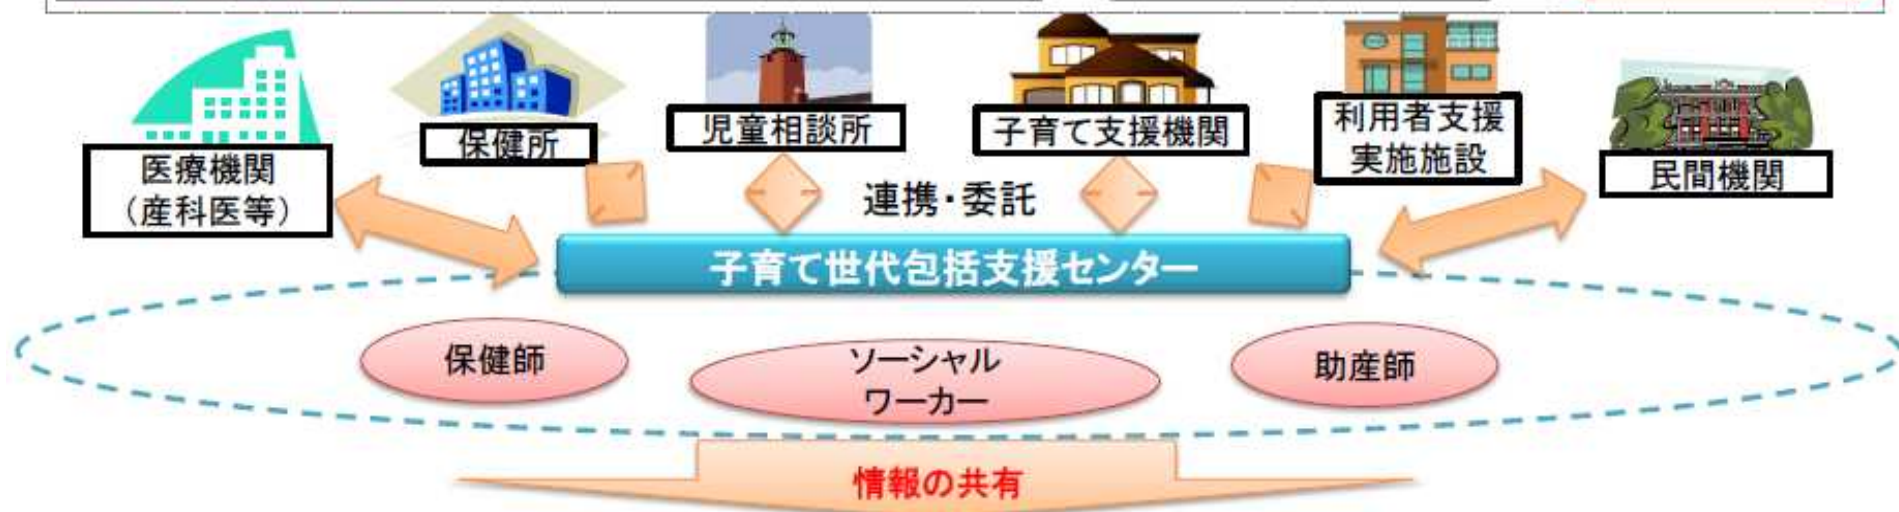 医療機関
（産科医等）
保健所
児童相談所
子育て支援機関
利用者支援
実施施設
民間機関
連携・委託
子育て世代包括支援センター
保健師
ソーシャル
ワーカー
助産師
情報の共有